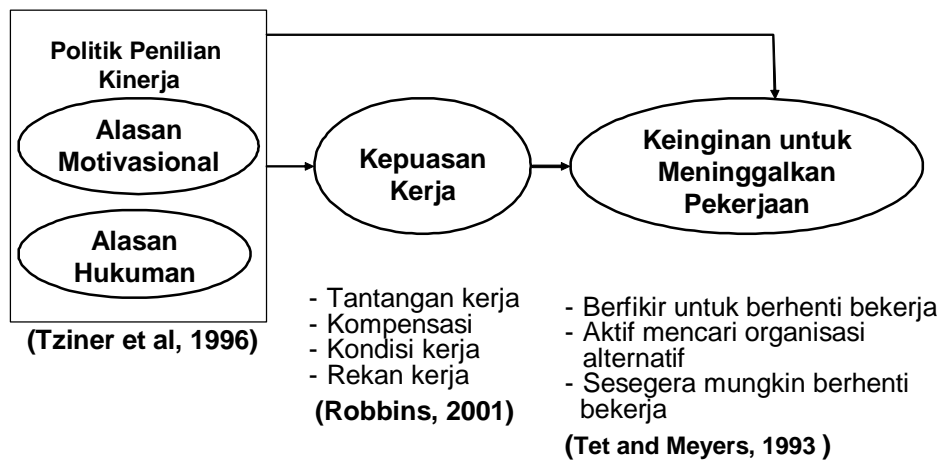 Politik Penilian
Kinerja
Alasan
Motivasional
Alasan
Hukuman
(Tziner et al, 1996)
Kepuasan
Kerja
- Tantangan kerja
- Kompensasi
- Kondisi kerja
- Rekan kerja
(Robbins, 2001)
Keinginan untuk
Meninggalkan
Pekerjaan
- Berfikir untuk berhenti bekerja
- Aktif mencari organisasi
alternatif
- Sesegera mungkin berhenti
bekerja
(Tet and Meyers, 1993 )